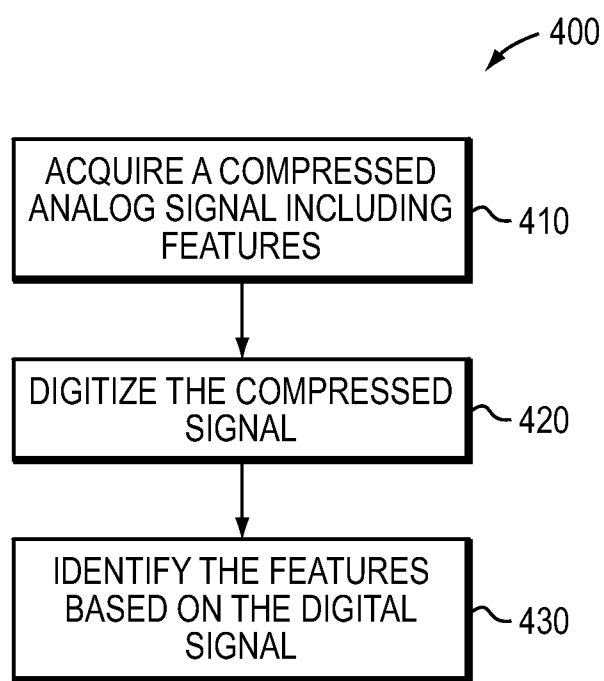 400
ACQUIRE A COMPRESSED
ANALOG SIGNAL INCLUDING
FEATURES
410
DIGITIZE THE COMPRESSED
SIGNAL
420
IDENTIFY THE FEATURES
BASED ON THE DIGITAL
SIGNAL
430